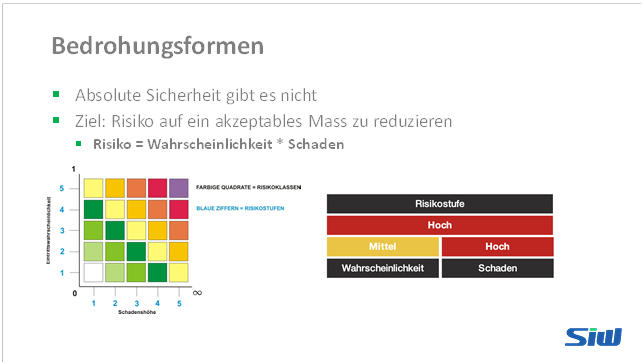 Bedrohungsformen
Absolute Sicherheit gibt es nicht
Ziel: Risiko auf ein akzeptables Mass zu reduzieren
Risiko = Wahrscheinlichkeit * Schaden
1
5
4
3
2
1
0
1 2 3 4 5
∞
Eintrittswahrscheinlichkeit
Schadenshöhe
FARBIGE QUADRATE = RISIKOKLASSEN
BLAUE ZIFFERN = RISIKOSTUFEN
Risikostufe
Hoch
Mittel Hoch
Wahrscheinlichkeit Schaden
SIW